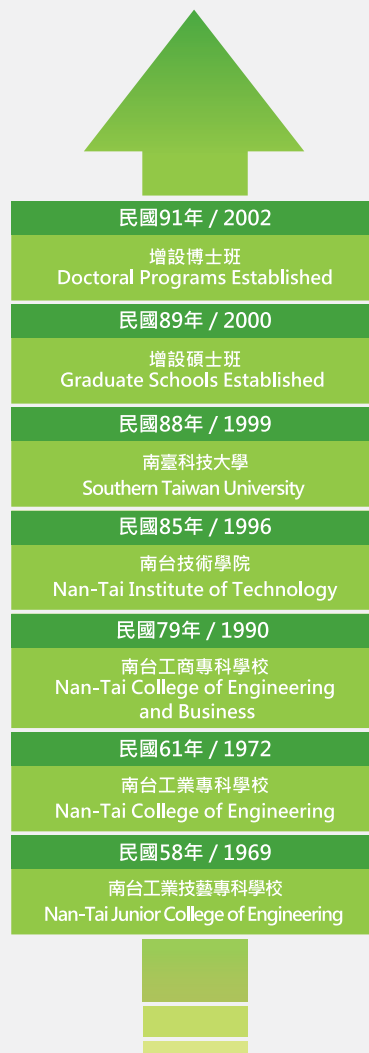 民國91年 / 2002
增設博士班
Doctoral Programs Established
民國89年 / 2000
增設碩士班
Graduate Schools Established
民國88年 / 1999
南臺科技大學
Southern Taiwan University
民國85年 / 1996
南台技術學院
Nan-Tai Institute of Technology
民國79年 / 1990
南台工商專科學校
Nan-Tai College of Engineering
and Business
民國61年 / 1972
南台工業專科學校
Nan-Tai College of Engineering
民國58年 / 1969
南台工業技藝專科學校
Nan-Tai Junior College of Engineering